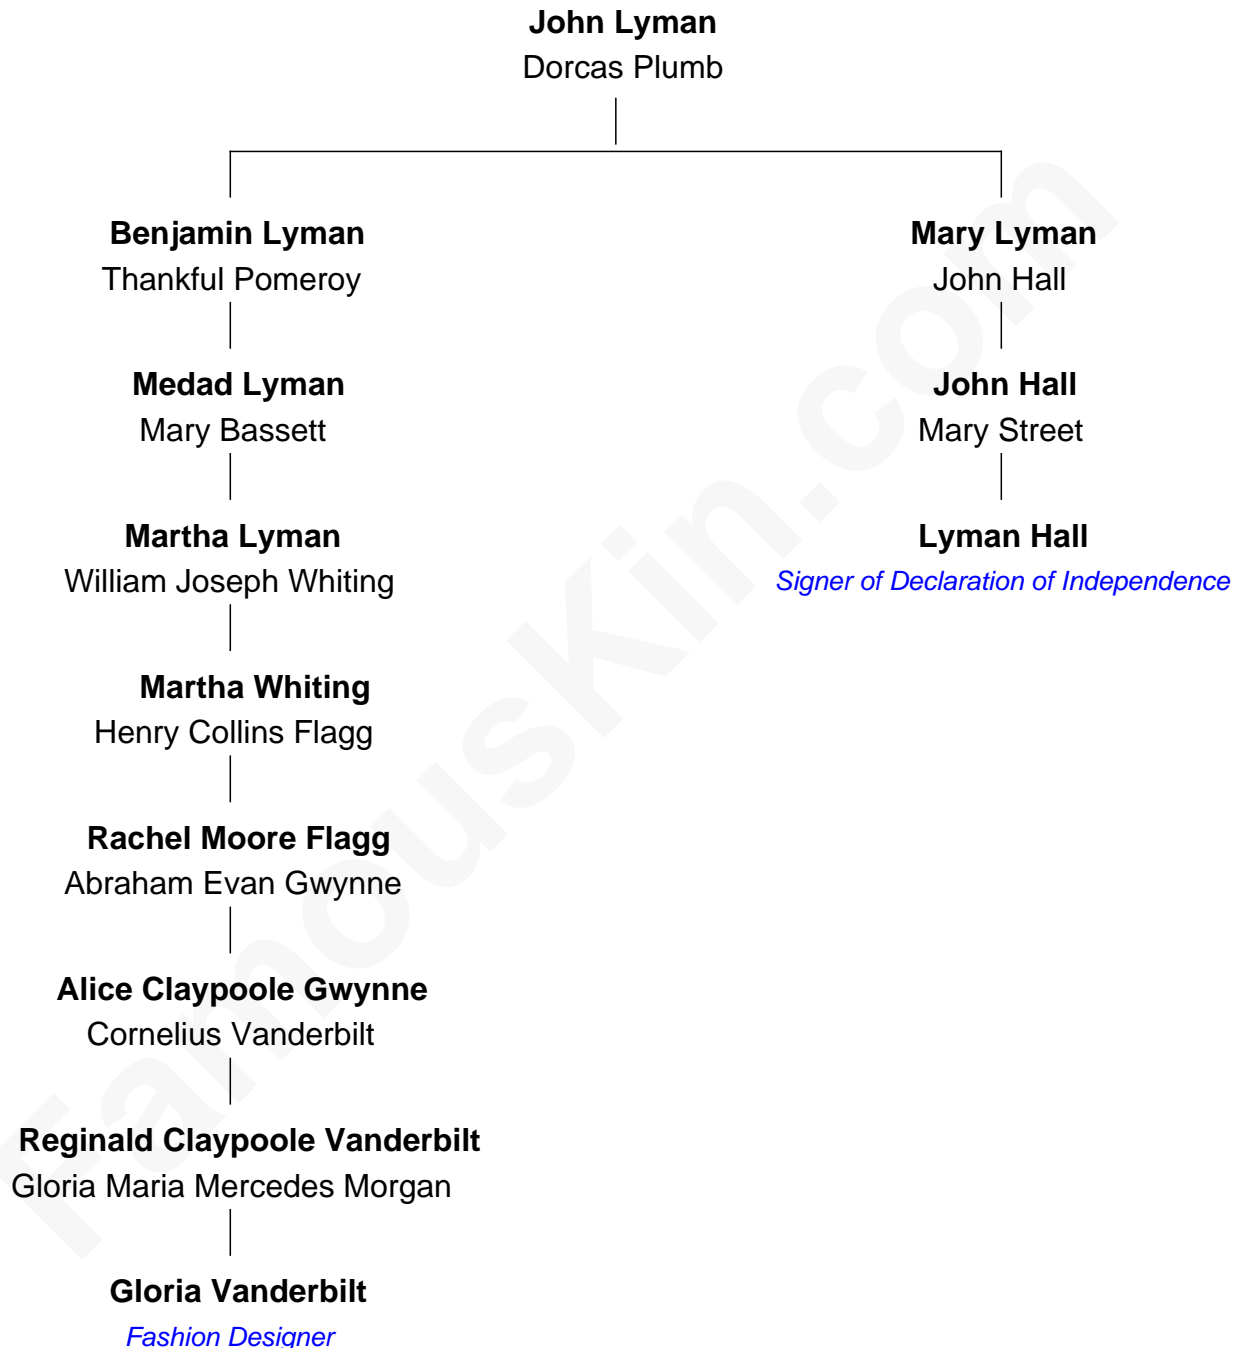 John Lyman
Dorcas Plumb
Benjamin Lyman
Thankful Pomeroy
Mary Lyman
John Hall
Medad Lyman
Mary Bassett
John Hall
Mary Street
Martha Lyman
William Joseph Whiting
Lyman Hall
Signer of Declaration of Independence
Martha Whiting
Henry Collins Flagg
Rachel Moore Flagg
Abraham Evan Gwynne
Alice Claypoole Gwynne
Cornelius Vanderbilt
Reginald Claypoole Vanderbilt
Gloria Maria Mercedes Morgan
Gloria Vanderbilt
Fashion Designer
FamousKin.com